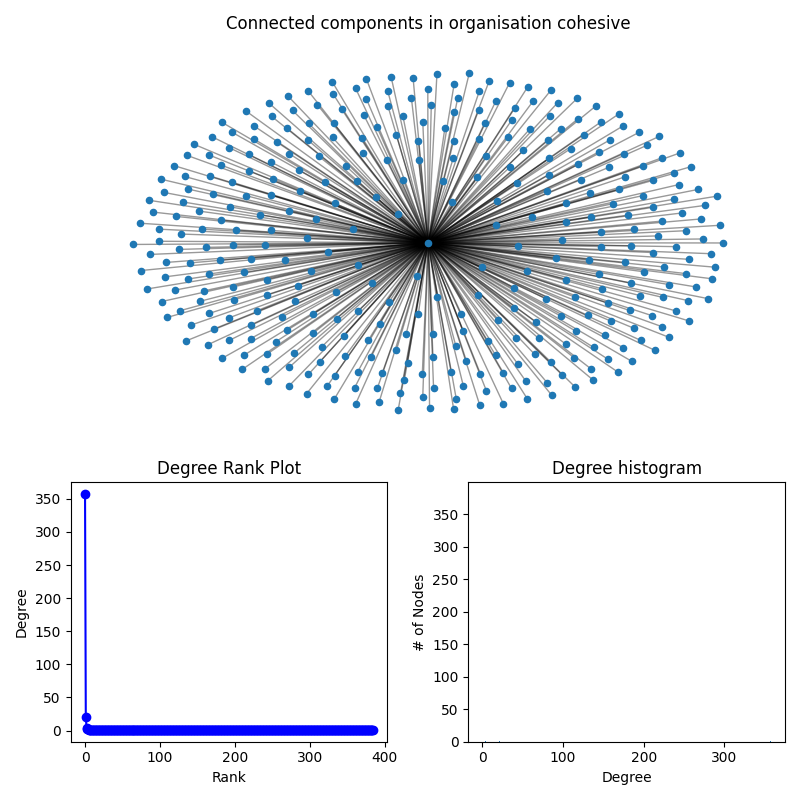 Connected components in organisation cohesive
Degree Rank Plot
350
300
250
200
150
100
50
0
Degree
0 100 200 300 400
Rank
Degree histogram
350
300
250
200
150
100
50
0
# of Nodes
0 100 200 300
Degree